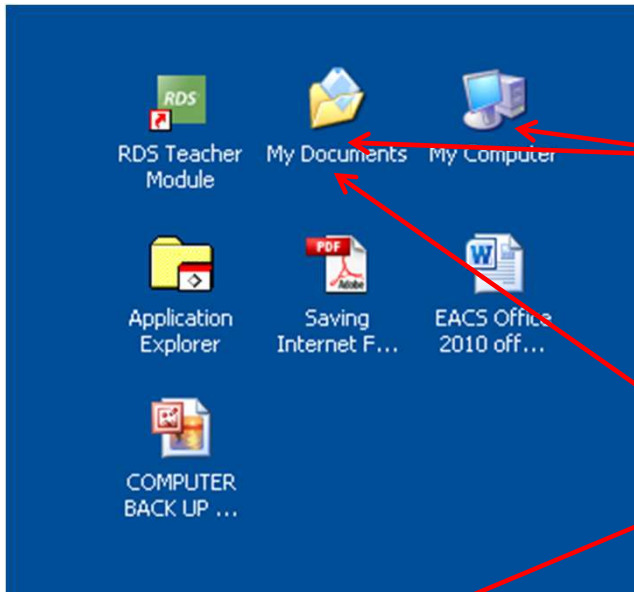 RDS
RDS Teacher
Module
My Documents
My Computer
Application
Explorer
PDF
Adobe
Saving
Internet F...
W
EACS Office
2010 off...
COMPUTER
BACK UP ...